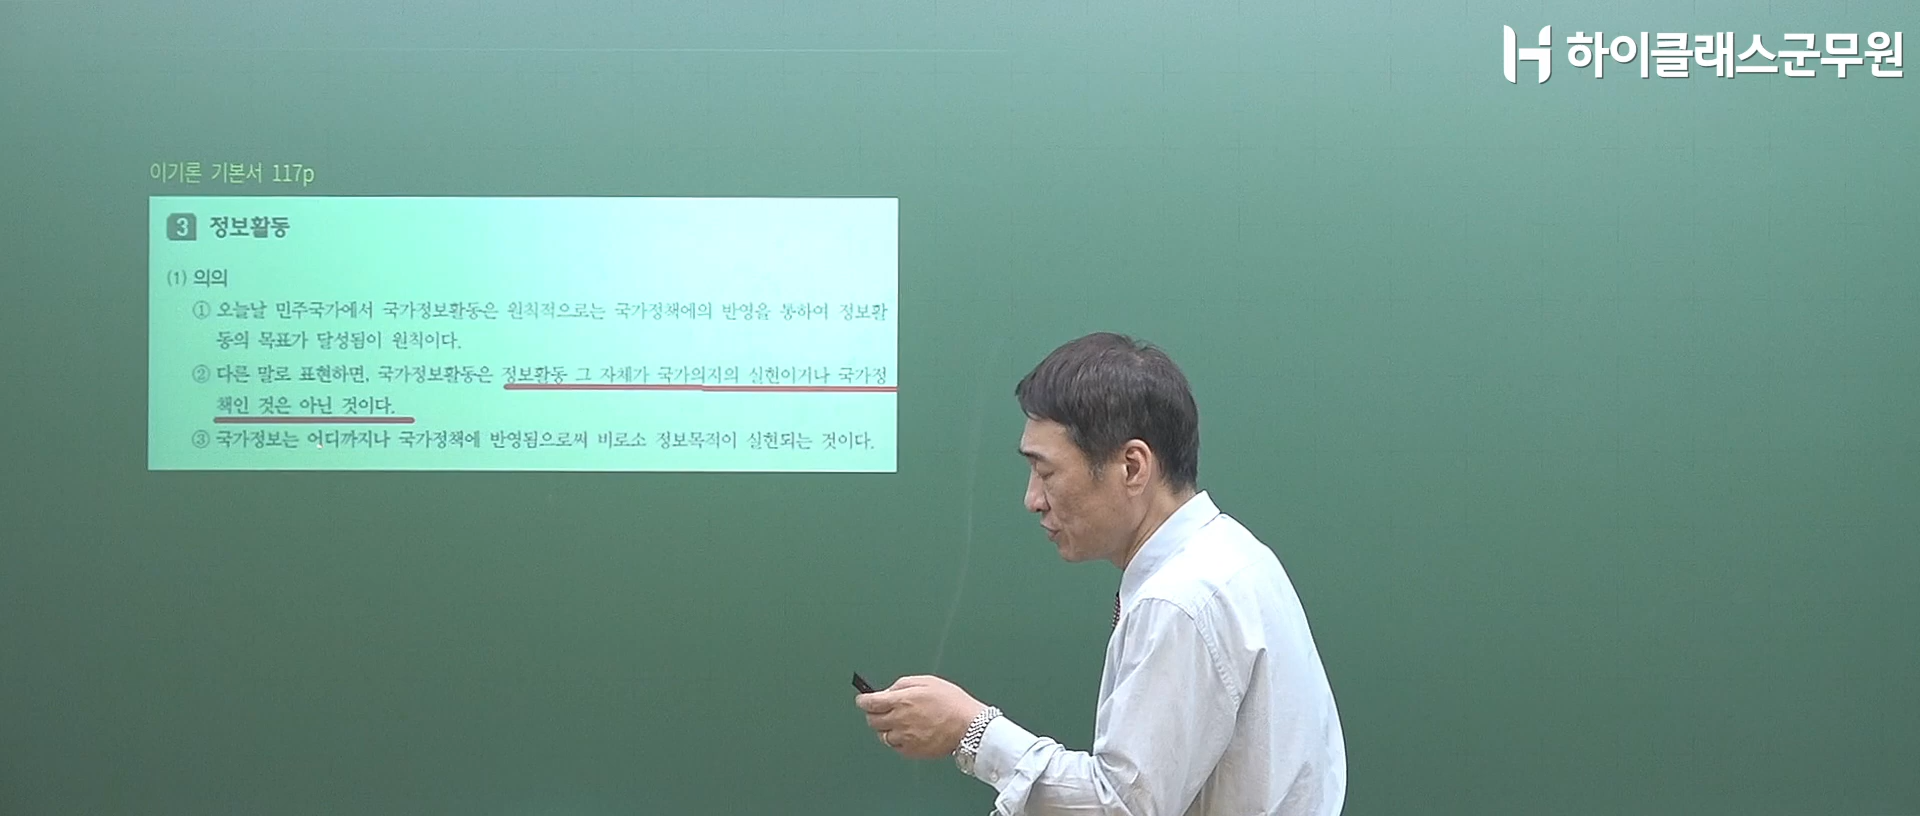 하이클래스군무원
이기론 기본서 117p
3 정보활동
(1) 의의
① 오늘날 민주국가에서 국가정보활동은 원칙적으로는 국가정책에의 반영을 통하여 정보활
동의 목표가 달성됨이 원칙이다.
② 다른 말로 표현하면, 국가정보활동은 정보활동 그 자체가 국가의지의 실현이거나 국가정
책인 것은 아닌 것이다.
③ 국가정보는 어디까지나 국가정책에 반영됨으로써 비로소 정보목적이 실현되는 것이다.